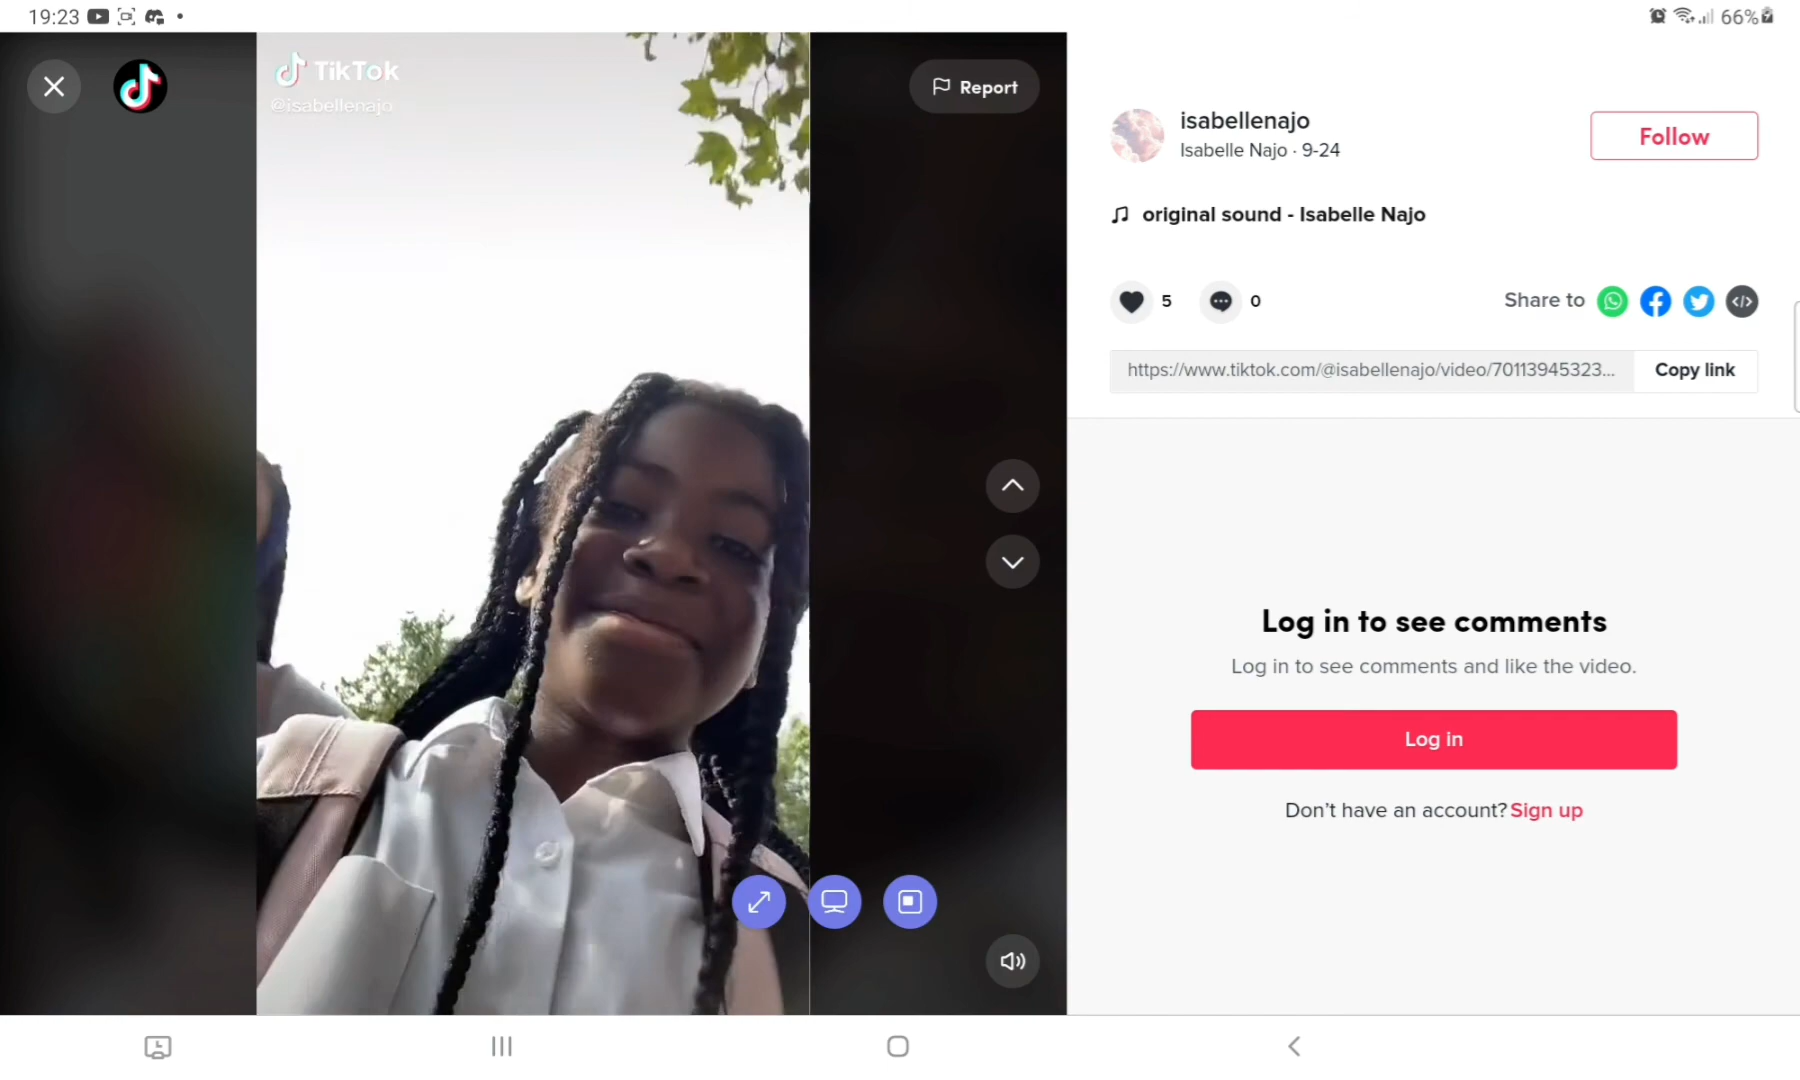 19:23
66%
TikTok
@isabellenajo
Report
isabellenajo
Isabelle Najo · 9-24
Follow
original sound - Isabelle Najo
5
0
Share to
https://www.tiktok.com/@isabellenajo/video/70113945323...
Copy link
Log in to see comments
Log in to see comments and like the video.
Log in
Don't have an account? Sign up